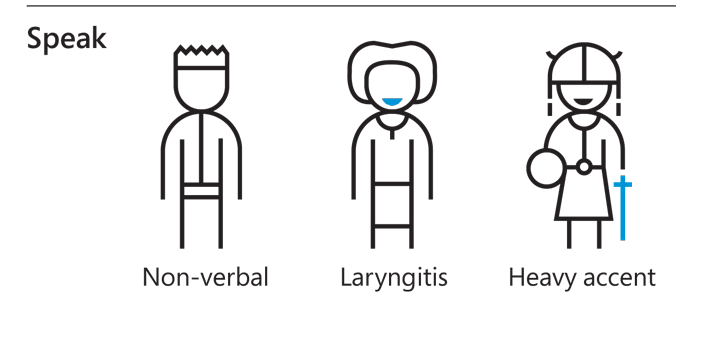 Speak
Non-verbal
Laryngitis
Heavy accent